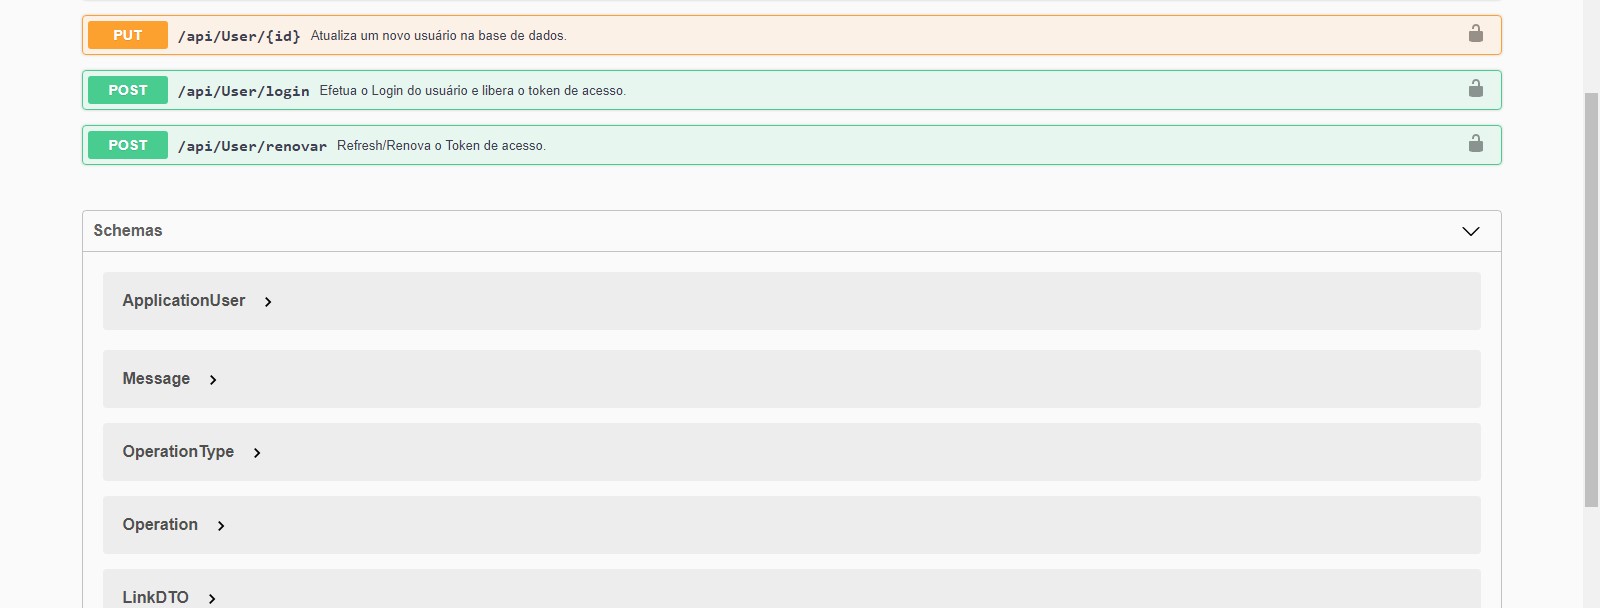 PUT /api/User/{id} Atualiza um novo usuário na base de dados.
POST /api/User/login Efetua o Login do usuário e libera o token de acesso.
POST /api/User/renovar Refresh/Renova o Token de acesso.
Schemas
ApplicationUser
Message
OperationType
Operation
LinkDTO